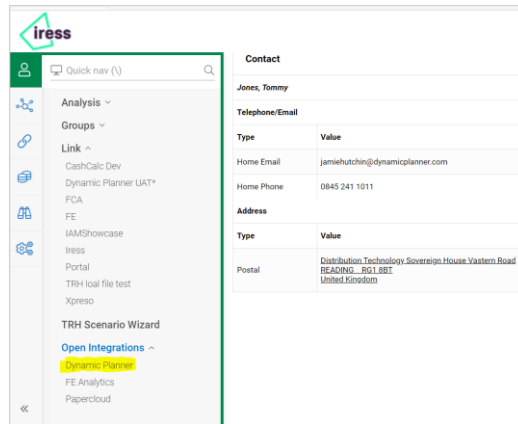 iress
Quick nav (\)
Analysis
Groups
Link
CashCalc Dev
Dynamic Planner UAT*
FCA
FE
IAMShowcase
Iress
Portal
TRH loal file test
Xpreso
TRH Scenario Wizard
Open Integrations
Dynamic Planner
FE Analytics
Papercloud
Contact
Jones, Tommy
Telephone/Email
Type Value
Home Email jamiehutchin@dynamicplanner.com
Home Phone 0845 241 1011
Address
Type Value
Postal Distribution Technology Sovereign House Vastern Road
READING RG1 8BT
United Kingdom